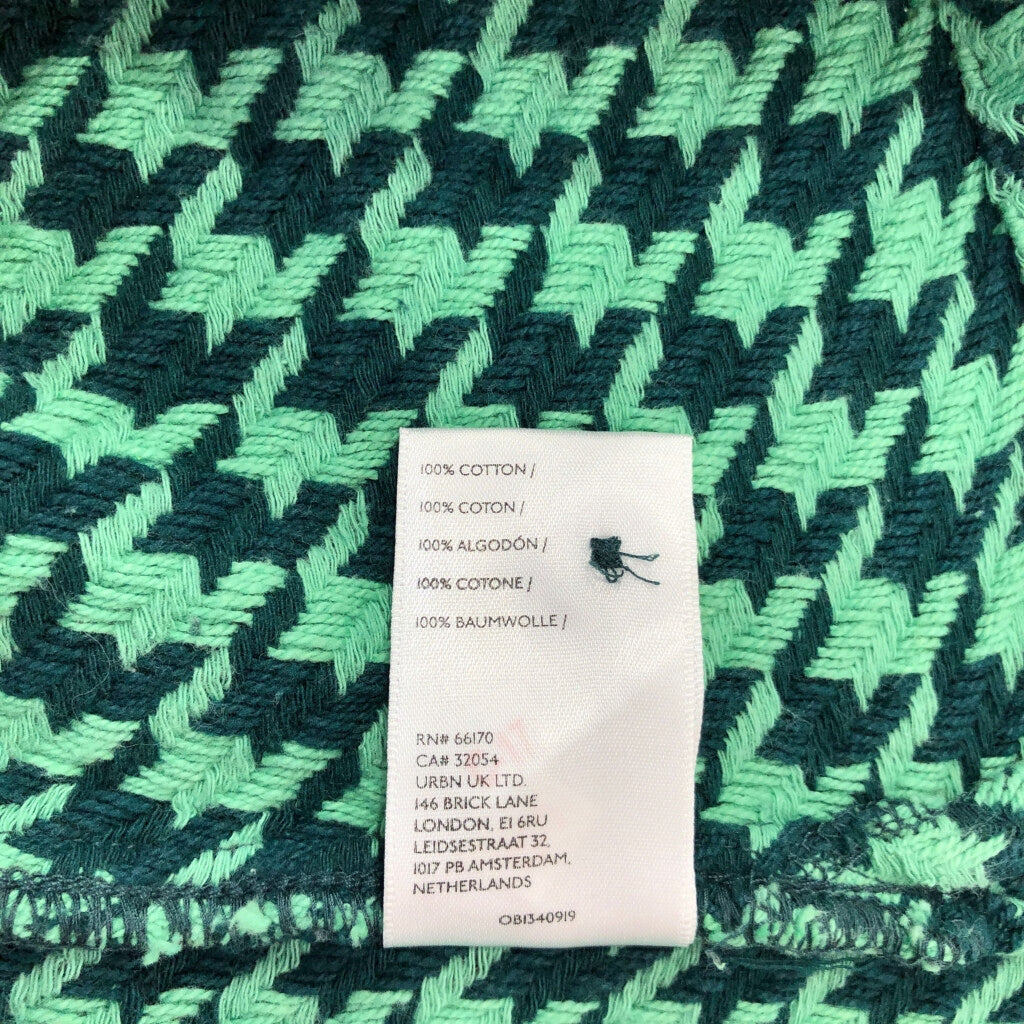 100% COTTON /
100% COTON /
100% ALGODÓN /
100% COTONE /
100% BAUMWOLLE /
RN# 66170
CA# 32054
URBN UK LTD.
146 BRICK LANE
LONDON, E1 6RU
LEIDSESTRAAT 32,
1017 PB AMSTERDAM,
NETHERLANDS
OB1340919